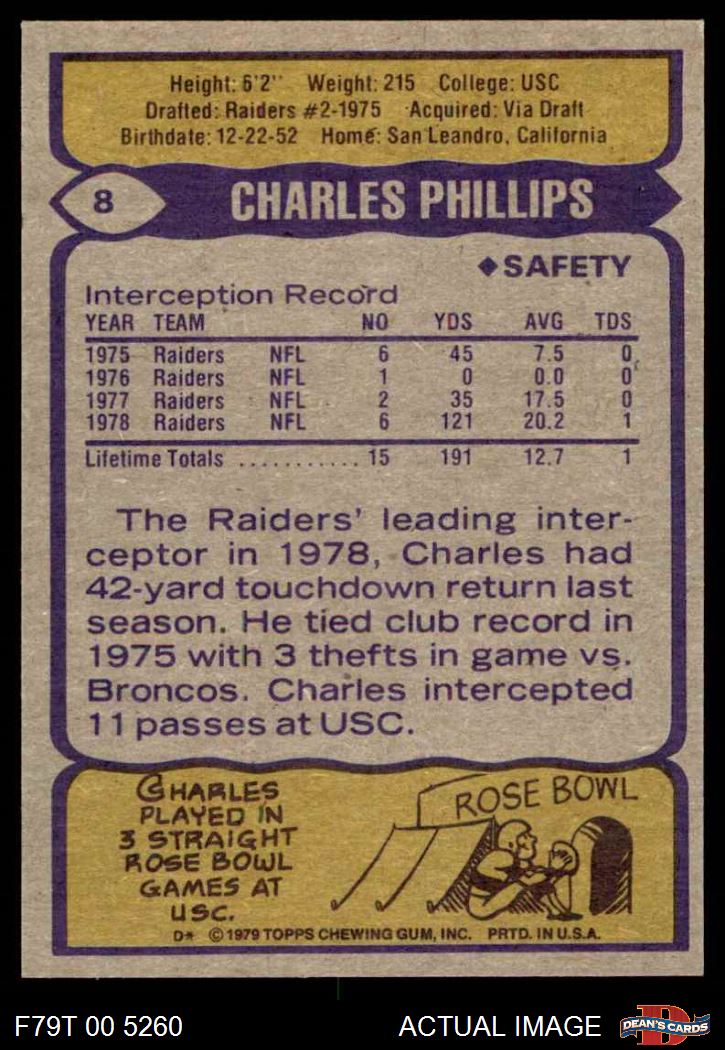 Height: 6'2" Weight: 215 College: USC
Drafted: Raiders #2-1975 Acquired: Via Draft
Birthdate: 12-22-52 Home: San Leandro, California
8 CHARLES PHILLIPS
◆SAFETY
Interception Record
YEAR TEAM NO YDS AVG TDS
1975 Raiders NFL 6 45 7.5 0
1976 Raiders NFL 1 0 0.0 0
1977 Raiders NFL 2 35 17.5 0
1978 Raiders NFL 6 121 20.2 1
Lifetime Totals ........... 15 191 12.7 1
The Raiders' leading inter-
ceptor in 1978, Charles had
42-yard touchdown return last
season. He tied club record in
1975 with 3 thefts in game vs.
Broncos. Charles intercepted
11 passes at USC.
CHARLES
PLAYED IN
3 STRAIGHT
ROSE BOWL
GAMES AT
USC.
ROSE BOWL
D* © 1979 TOPPS CHEWING GUM, INC. PRTD. IN U.S.A.
F79T 00 5260 ACTUAL IMAGE
D
DEAN'S CARDS